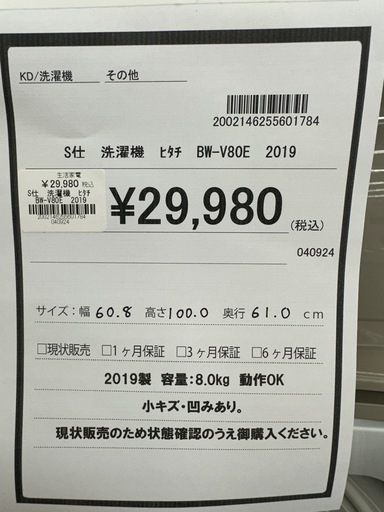 KD/洗濯機 その他
2002146255601784
S仕 洗濯機 ﾋﾀﾁ BW-V80E 2019
生活家電
¥29,980 税込
S仕 洗濯機 ﾋﾀﾁ
BW-V80E 2019
2002146255601784
040924
¥29,980
(税込)
040924
サイズ:幅 60.8 高さ100.0 奥行 61.0 cm
□現状販売 □1ヶ月保証 □3ヶ月保証 □6ヶ月保証
2019製 容量:8.0kg 動作OK
小キズ・凹みあり。
現状販売のため状態確認のうえ御購入ください。